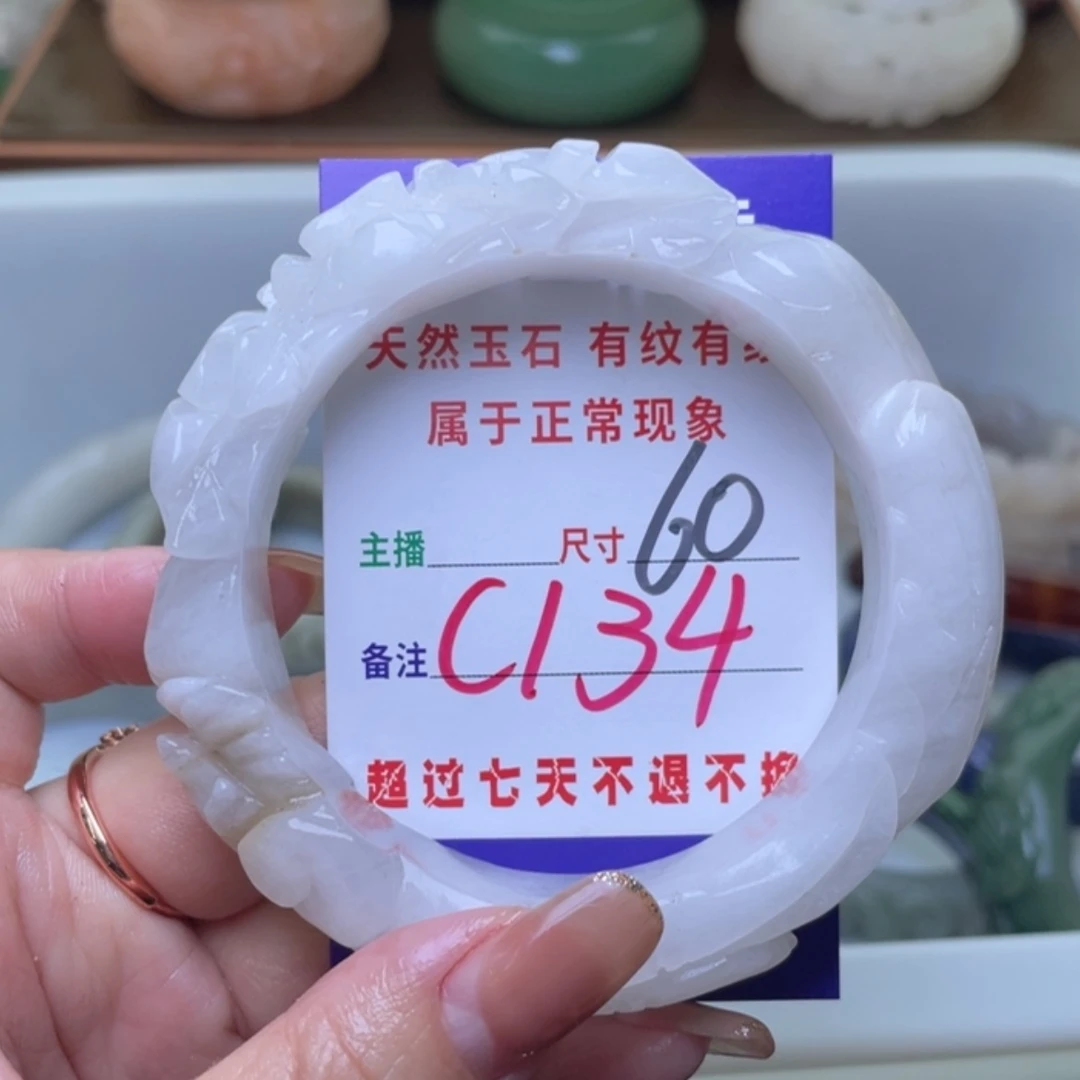 天然玉石 有纹有
属于正常现象
主播 尺寸 60
备注 C134
超过七天不退不换